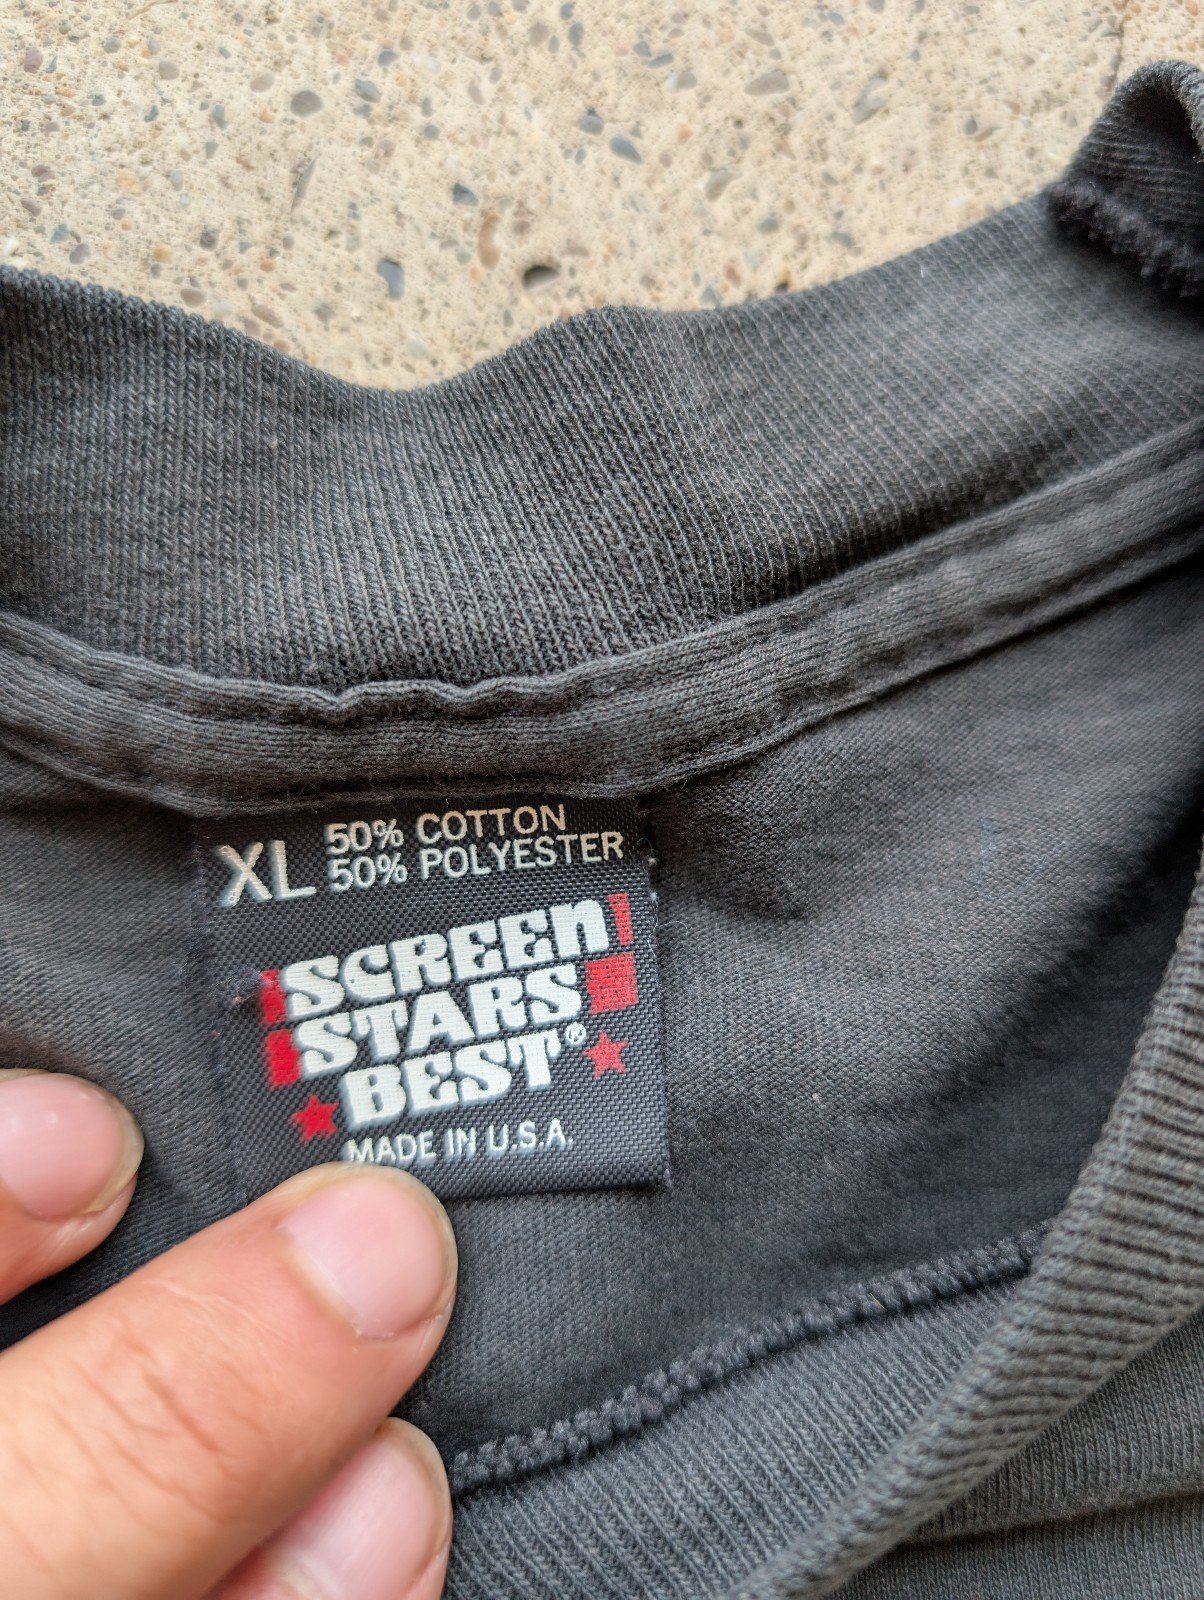 XL
50% COTTON
50% POLYESTER
SCREEn
STARS
BEST®
MADE IN U.S.A.